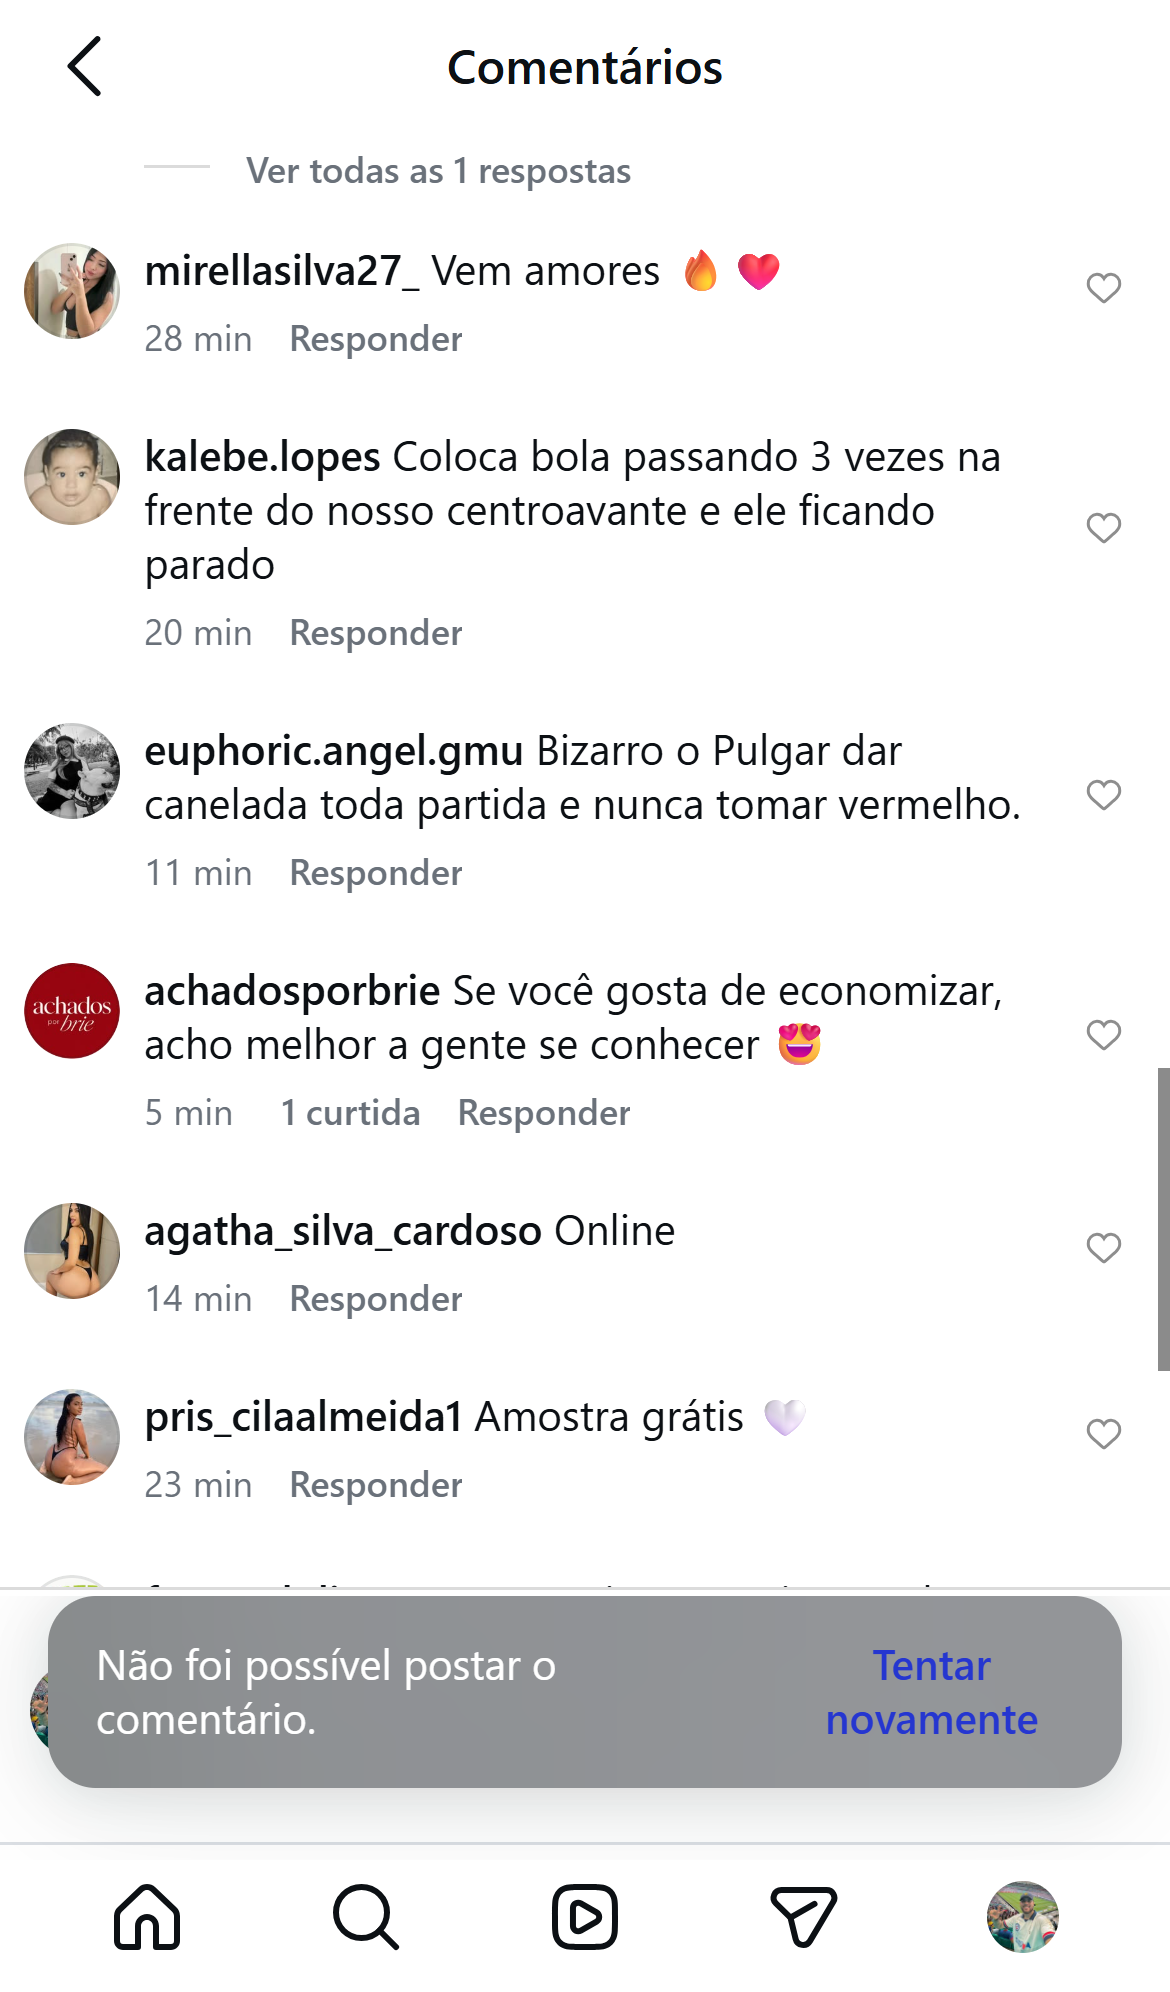 Comentários
Ver todas as 1 respostas
mirellasilva27_ Vem amores 🔥 ❤️
28 min Responder
kalebe.lopes Coloca bola passando 3 vezes na
frente do nosso centroavante e ele ficando
parado
20 min Responder
euphoric.angel.gmu Bizarro o Pulgar dar
canelada toda partida e nunca tomar vermelho.
11 min Responder
achados
por brie
achadosporbrie Se você gosta de economizar,
acho melhor a gente se conhecer 😍
5 min 1 curtida Responder
agatha_silva_cardoso Online
14 min Responder
pris_cilaalmeida1 Amostra grátis 🤍
23 min Responder
Não foi possível postar o
comentário.
Tentar
novamente